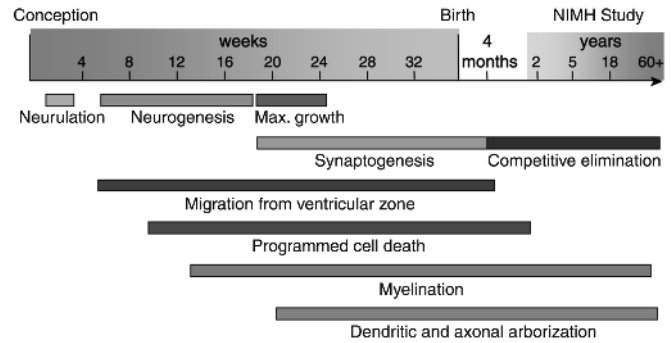 Conception Birth NIMH Study
weeks 4 years
4 8 12 16 20 24 28 32 months 2 5 18 60+
Neurulation Neurogenesis Max. growth
Synaptogenesis Competitive elimination
Migration from ventricular zone
Programmed cell death
Myelination
Dendritic and axonal arborization